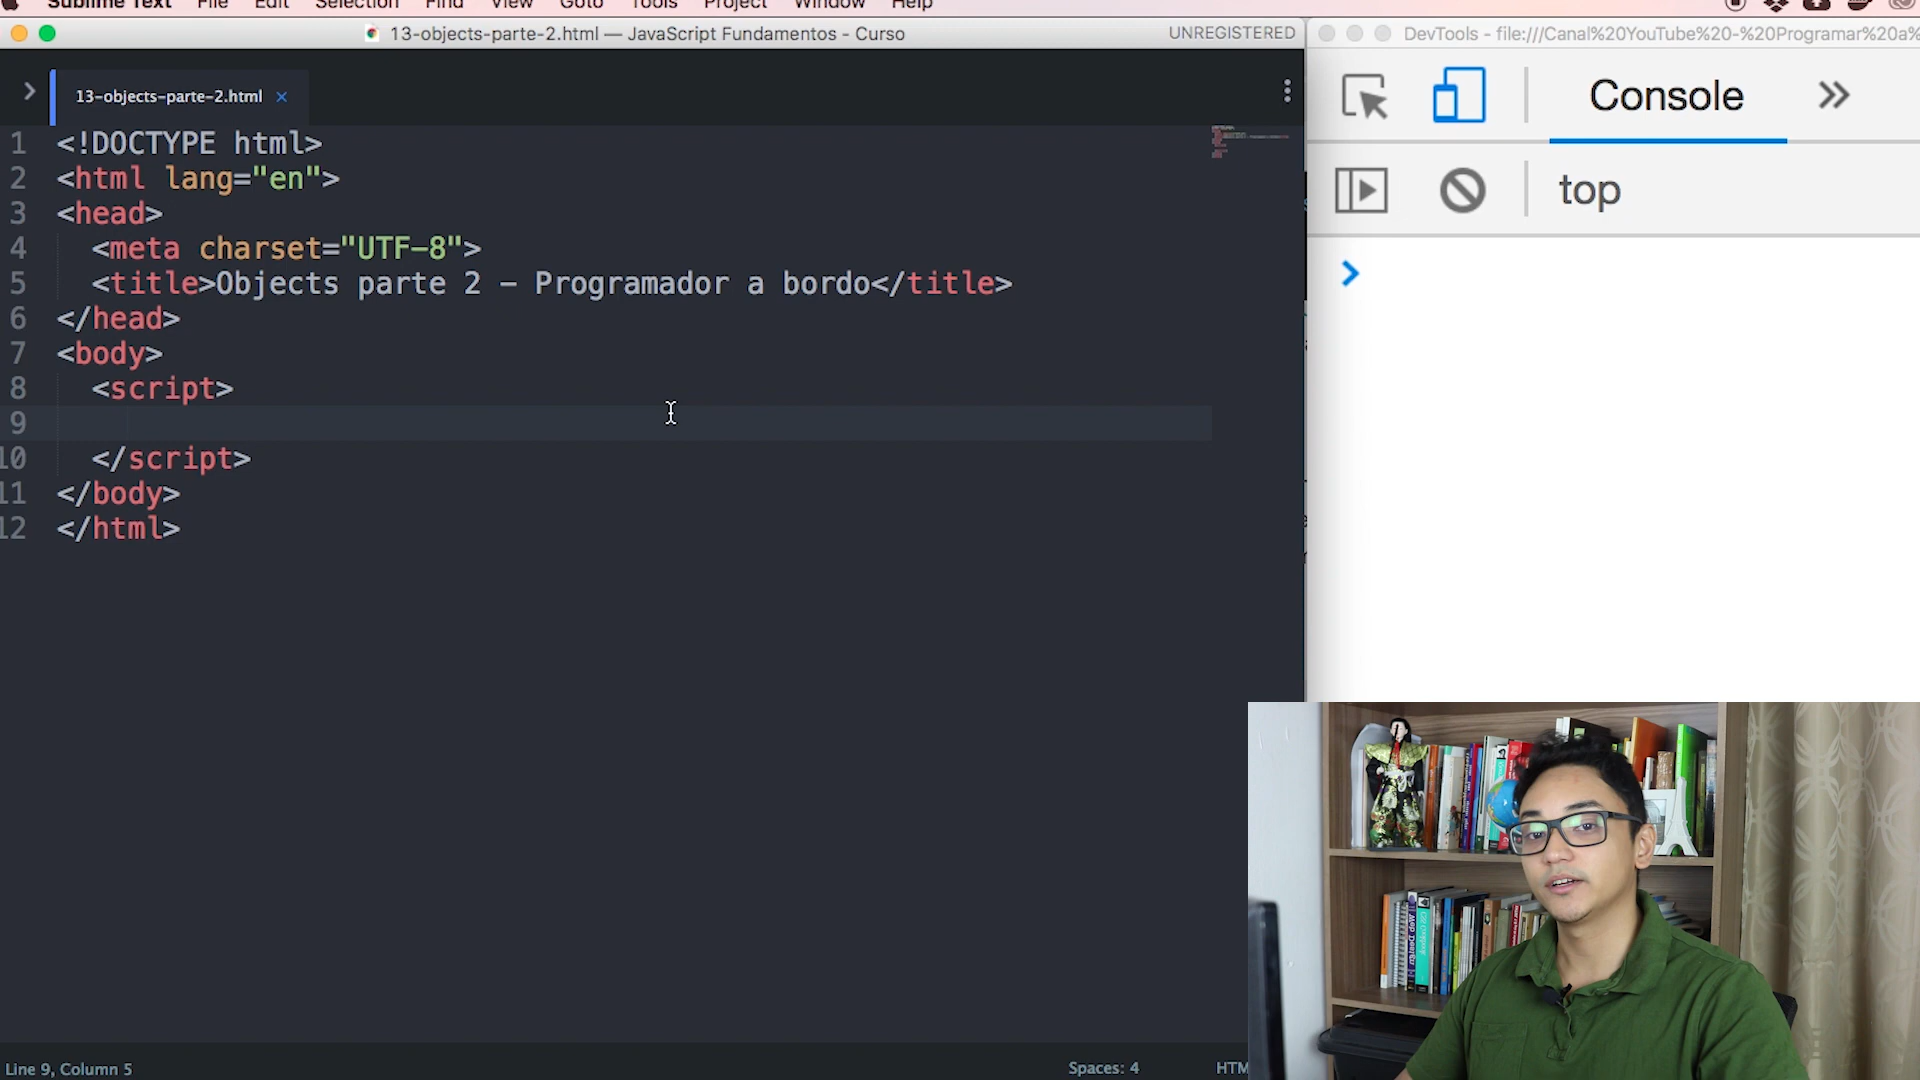 Sublime Text File Edit Selection Find View Goto Tools Project Window Help
13-objects-parte-2.html — JavaScript Fundamentos - Curso
UNREGISTERED
DevTools - file:///Canal%20YouTube%20-%20Programar%20a%
13-objects-parte-2.html ×
Console
top
1 <!DOCTYPE html>
2 <html lang="en">
3 <head>
4 <meta charset="UTF-8">
5 <title>Objects parte 2 - Programador a bordo</title>
6 </head>
7 <body>
8 <script>
9
10 </script>
11 </body>
12 </html>
Line 9, Column 5
Spaces: 4
HTM